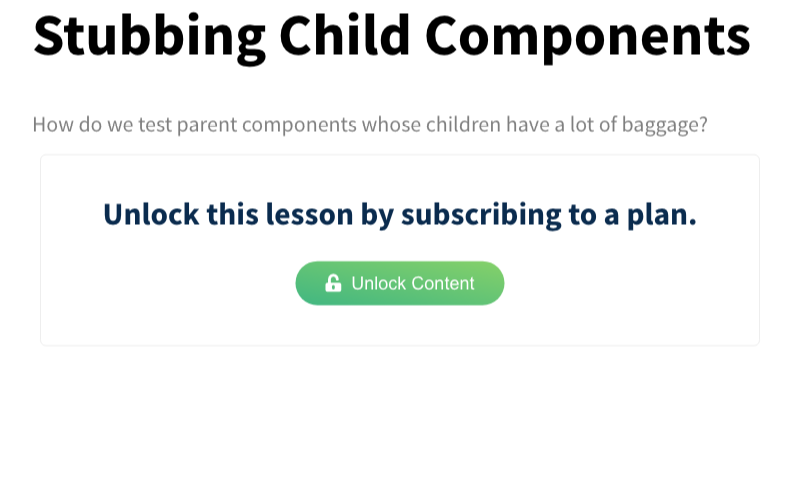 Stubbing Child Components
How do we test parent components whose children have a lot of baggage?
Unlock this lesson by subscribing to a plan.
Unlock Content